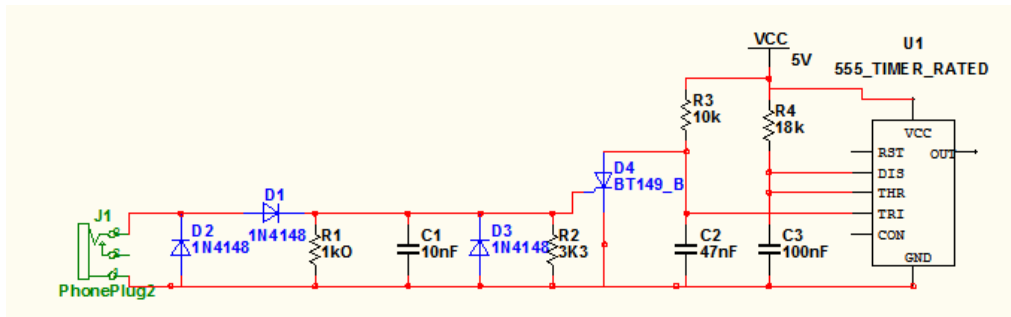 VCC
5V
U1
555_TIMER_RATED
R3
10k
R4
18k
VCC
RST
OUT
DIS
THR
TRI
CON
GND
D4
BT149_B
D1
1N4148
J1
D2
1N4148
R1
1kO
C1
10nF
D3
1N4148
R2
3K3
C2
47nF
C3
100nF
PhonePlug2